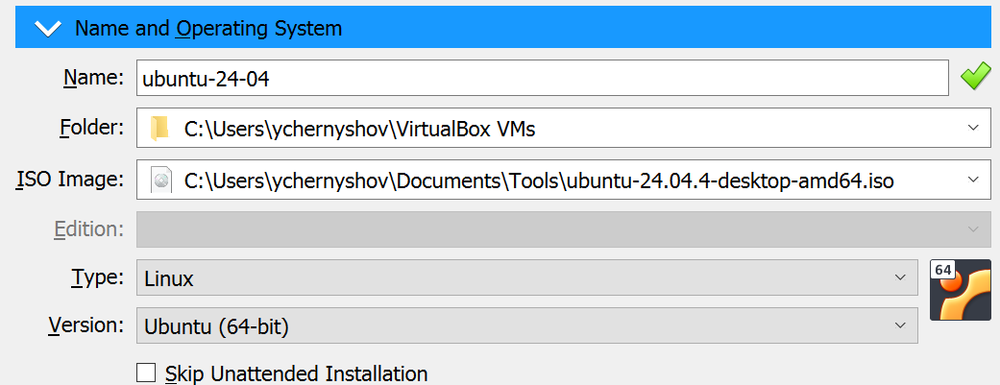 Name and Operating System
Name: ubuntu-24-04
Folder: C:\Users\ychernyshov\VirtualBox VMs
ISO Image: C:\Users\ychernyshov\Documents\Tools\ubuntu-24.04.4-desktop-amd64.iso
Edition:
Type: Linux
64
Version: Ubuntu (64-bit)
Skip Unattended Installation